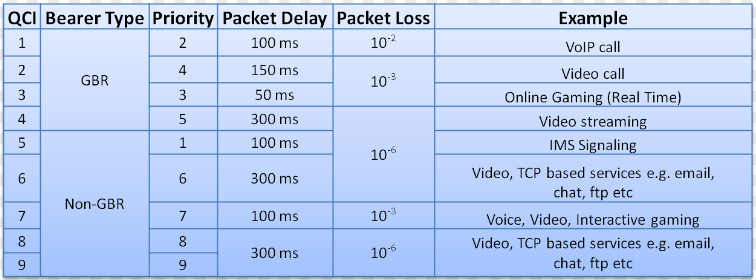 QCI Bearer Type Priority Packet Delay Packet Loss Example
1 GBR 2 100 ms 10⁻² VoIP call
2 4 150 ms 10⁻³ Video call
3 3 50 ms Online Gaming (Real Time)
4 5 300 ms 10⁻⁶ Video streaming
5 Non-GBR 1 100 ms IMS Signaling
6 6 300 ms Video, TCP based services e.g. email,
chat, ftp etc
7 7 100 ms 10⁻³ Voice, Video, Interactive gaming
8 8 300 ms 10⁻⁶ Video, TCP based services e.g. email,
9 9 chat, ftp etc